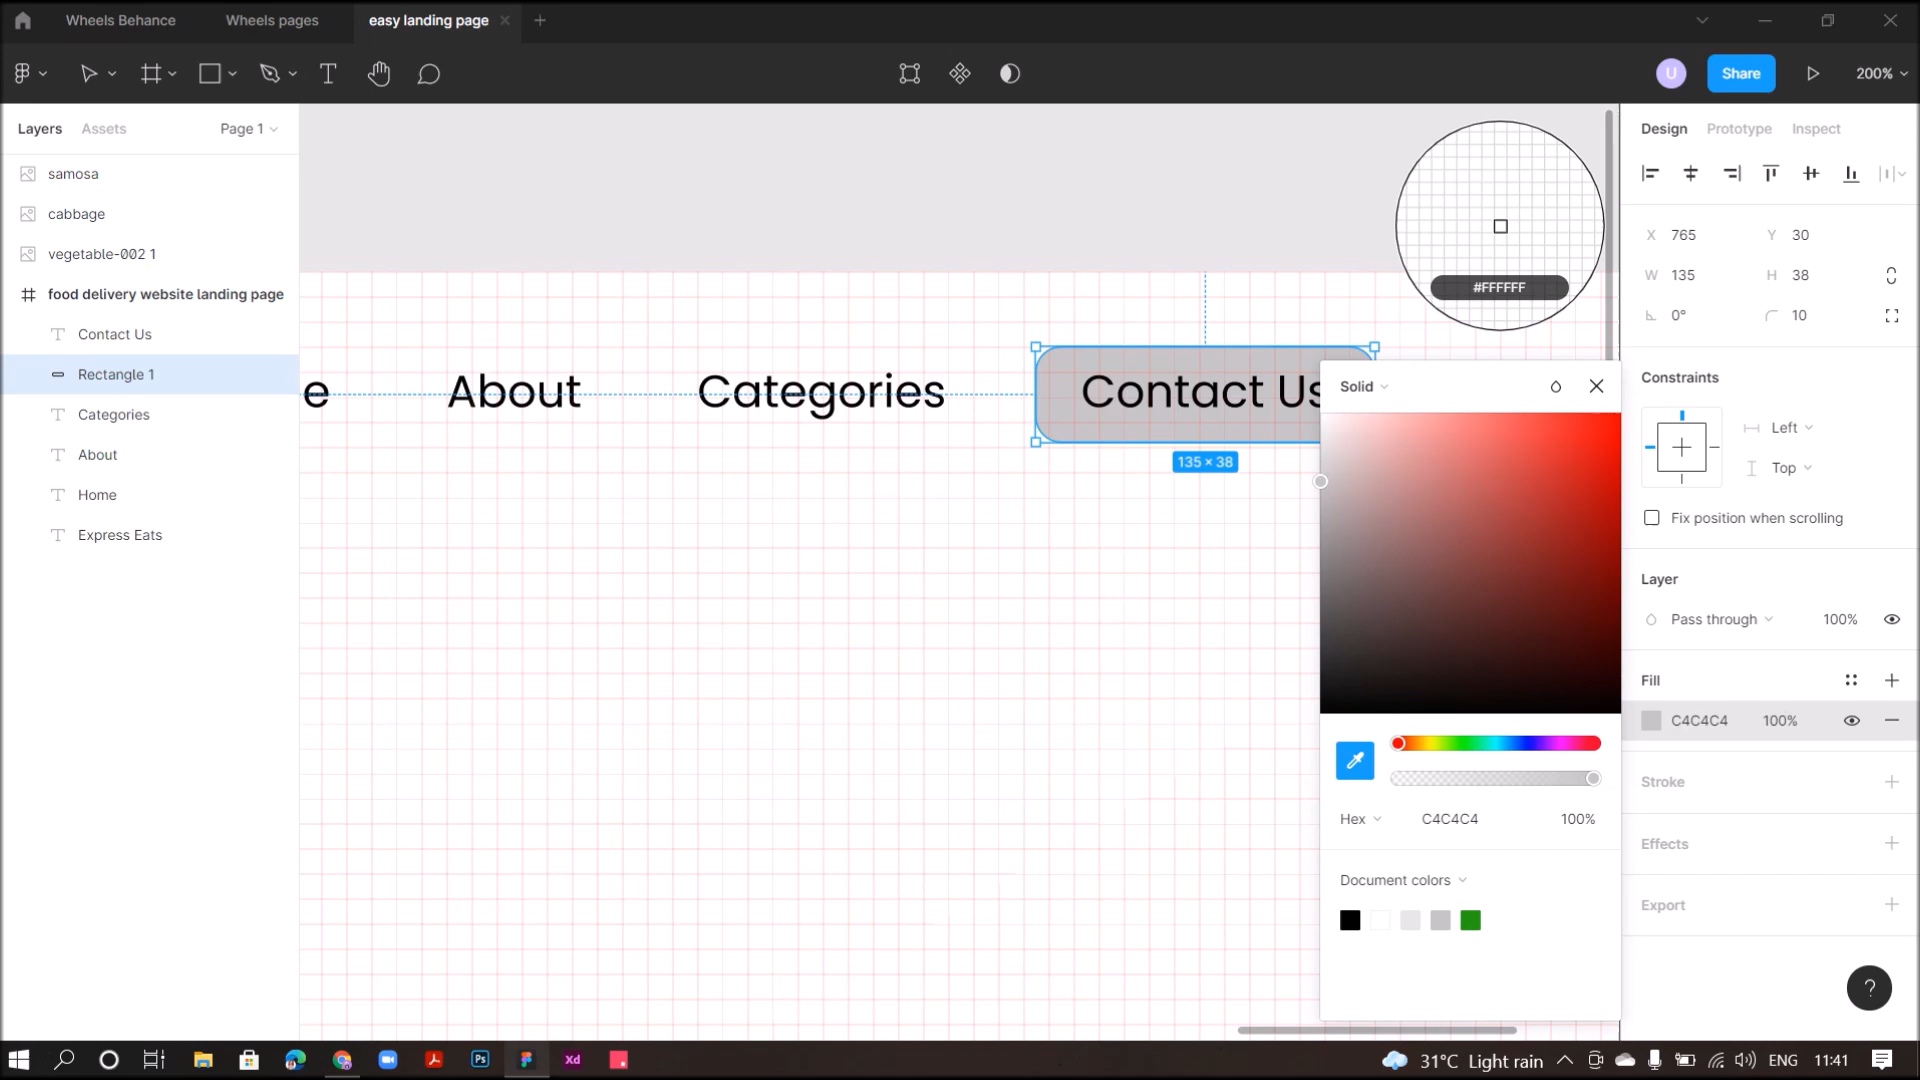 Wheels Behance
Wheels pages
easy landing page
U
Share
200%
Layers
Assets
Page 1
samosa
cabbage
vegetable-002 1
food delivery website landing page
Contact Us
Rectangle 1
Categories
About
Home
Express Eats
e
About
Categories
Contact Us
135 × 38
#FFFFFF
Solid
Hex
C4C4C4
100%
Document colors
Design
Prototype
Inspect
X 765
Y 30
W 135
H 38
0°
10
Constraints
Left
Top
Fix position when scrolling
Layer
Pass through
100%
Fill
C4C4C4
100%
Stroke
Effects
Export
?
Ps
Xd
31°C Light rain
ENG
11:41